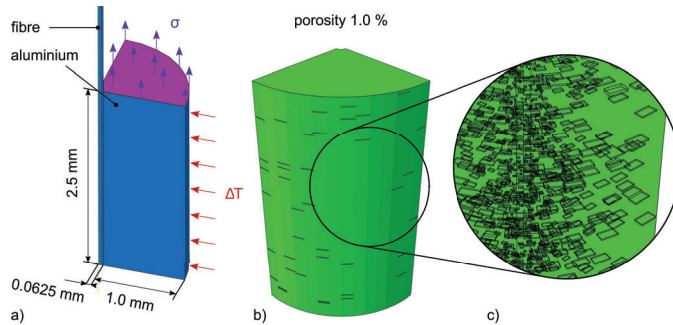 fibre
σ
aluminium
2.5 mm
ΔT
0.0625 mm
1.0 mm
a)
porosity 1.0 %
b)
c)